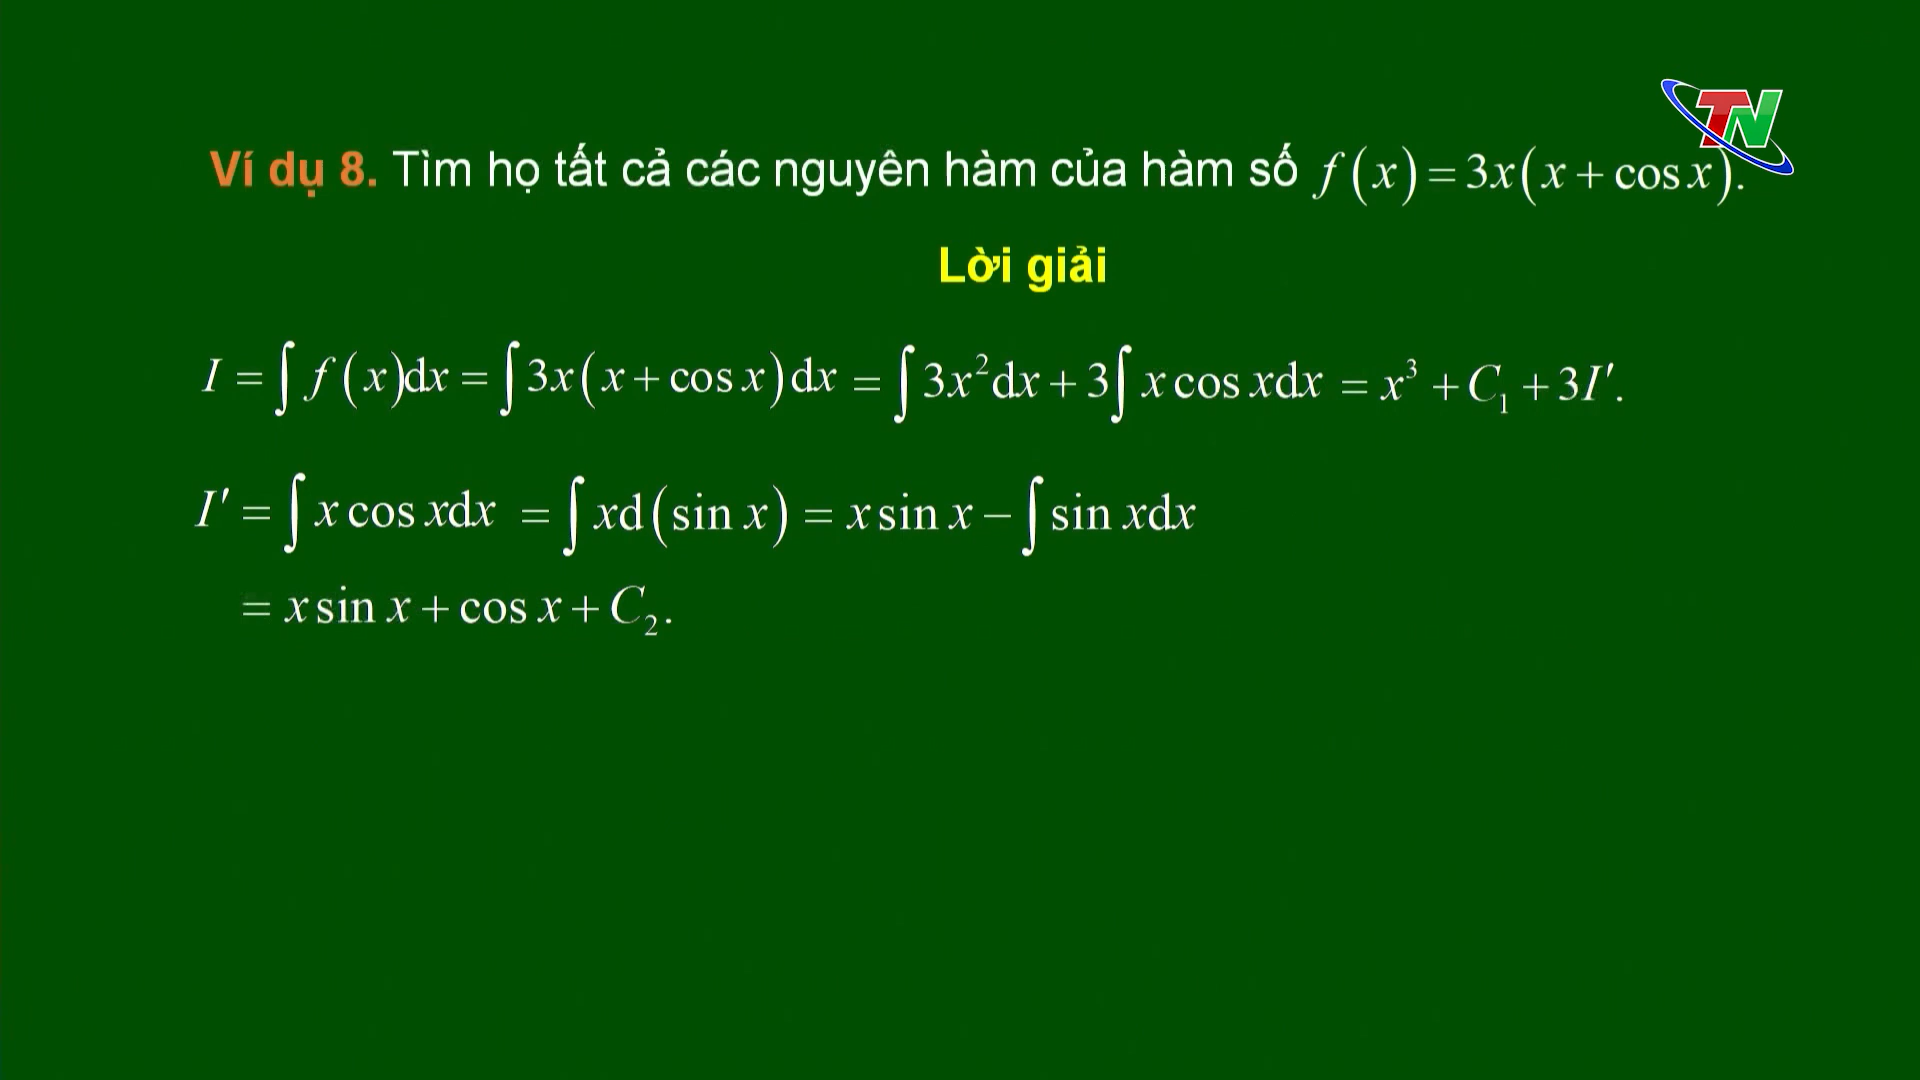 TN
Ví dụ 8. Tìm họ tất cả các nguyên hàm của hàm số f(x) = 3x(x + cos x).
Lời giải
I = ∫ f(x)dx = ∫ 3x(x + cos x)dx = ∫ 3x²dx + 3∫ x cos xdx = x³ + C₁ + 3I′.
I′ = ∫ x cos xdx = ∫ xd(sin x) = x sin x − ∫ sin xdx
= x sin x + cos x + C₂.